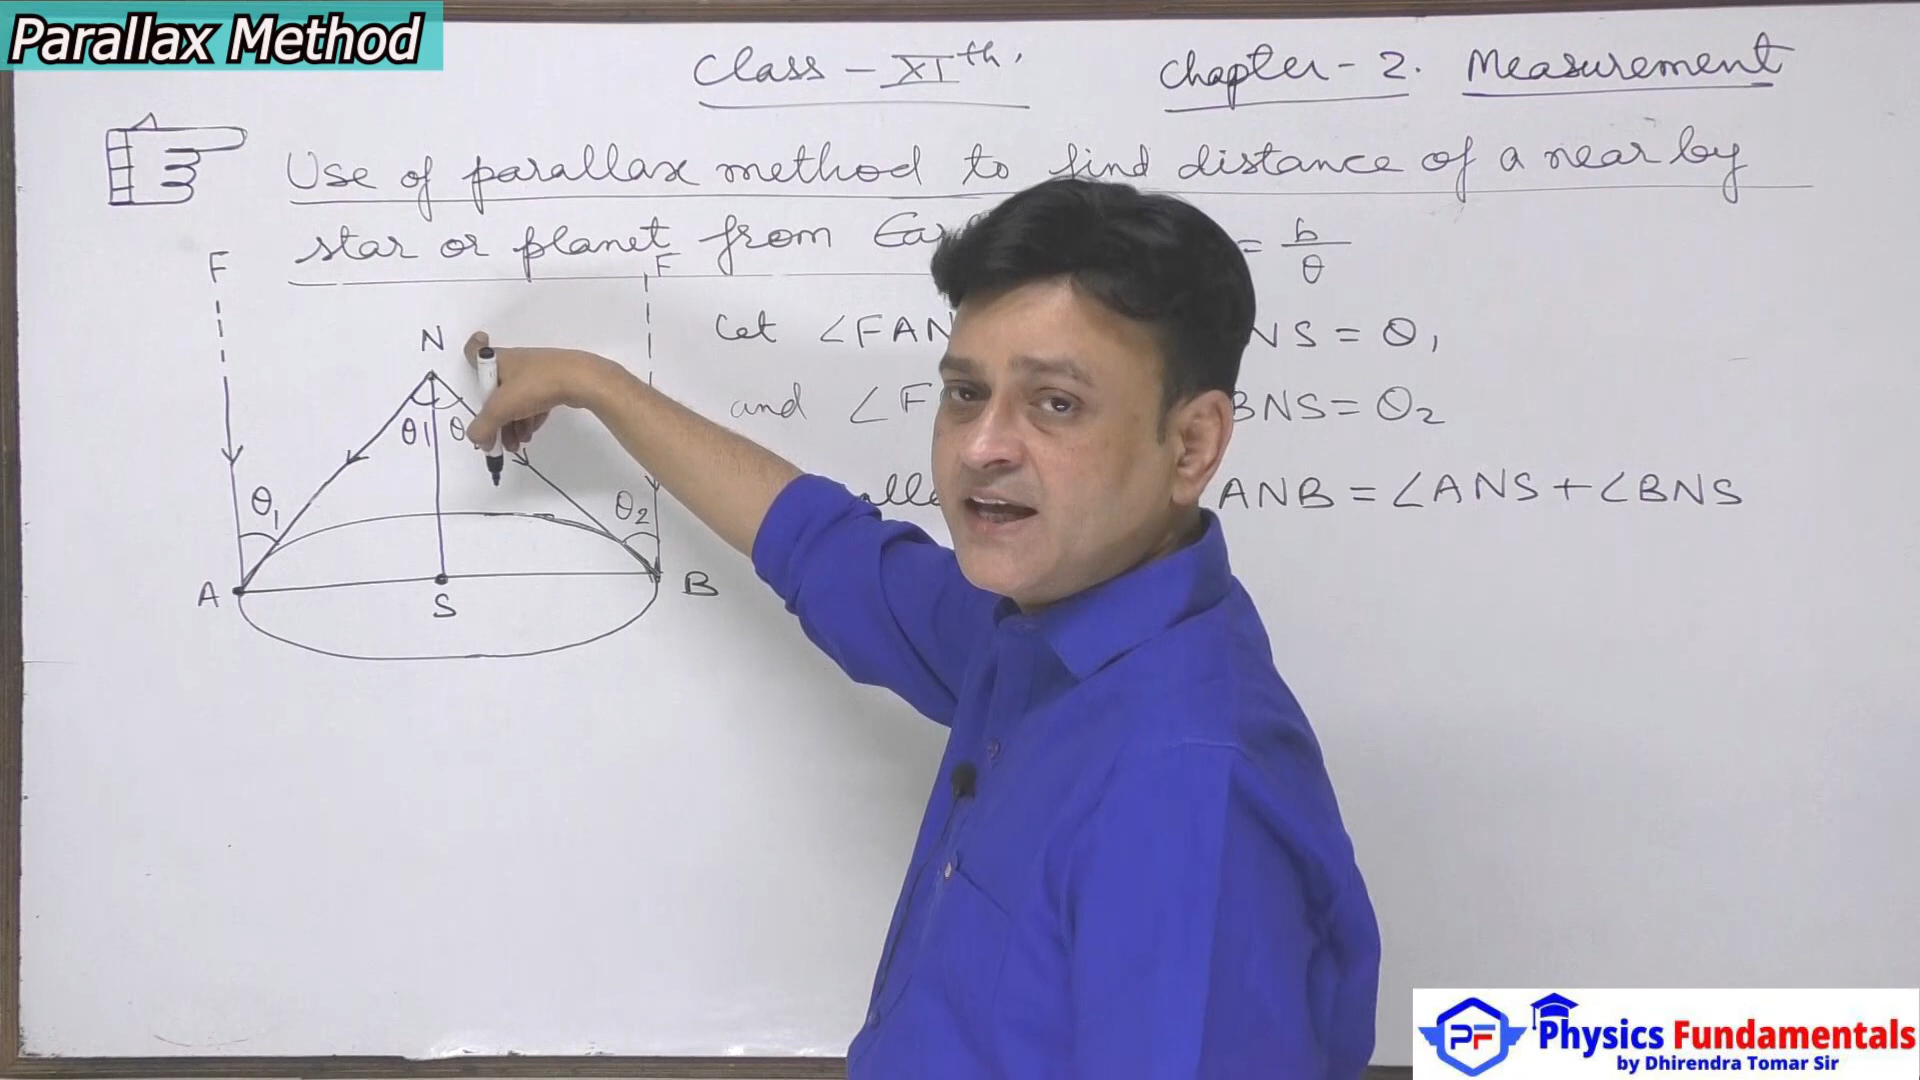 Parallax Method
Class - XIth. Chapter - 2. Measurement
Use of parallax method to find distance of a near by
star or planet from = b/θ
F
F
N
Let ∠FAN NS = θ1
and BNS = θ2
θ1
ANB = ∠ANS + ∠BNS
θ1
θ2
A
S
B
PF Physics Fundamentals
by Dhirendra Tomar Sir